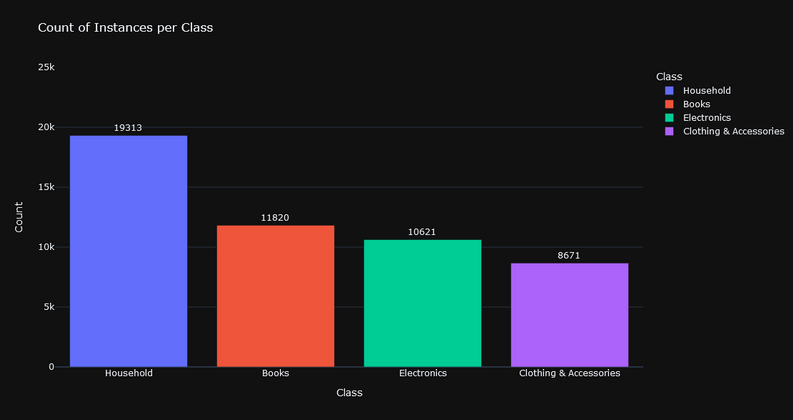 Count of Instances per Class
25k
20k
15k
10k
5k
0
Count
19313
11820
10621
8671
Household
Books
Electronics
Clothing & Accessories
Class
Class
Household
Books
Electronics
Clothing & Accessories